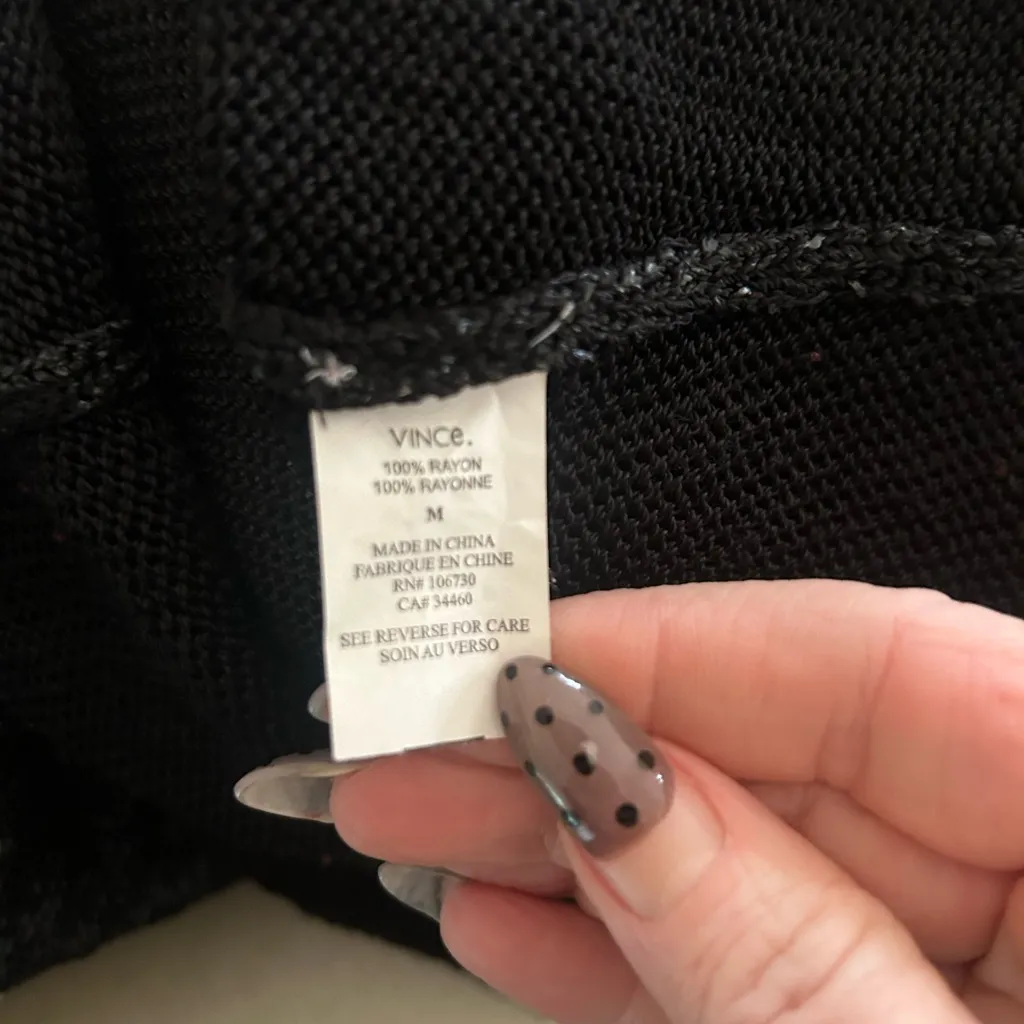 VINCe.
100% RAYON
100% RAYONNE
M
MADE IN CHINA
FABRIQUE EN CHINE
RN# 106730
CA# 34460
SEE REVERSE FOR CARE
SOIN AU VERSO